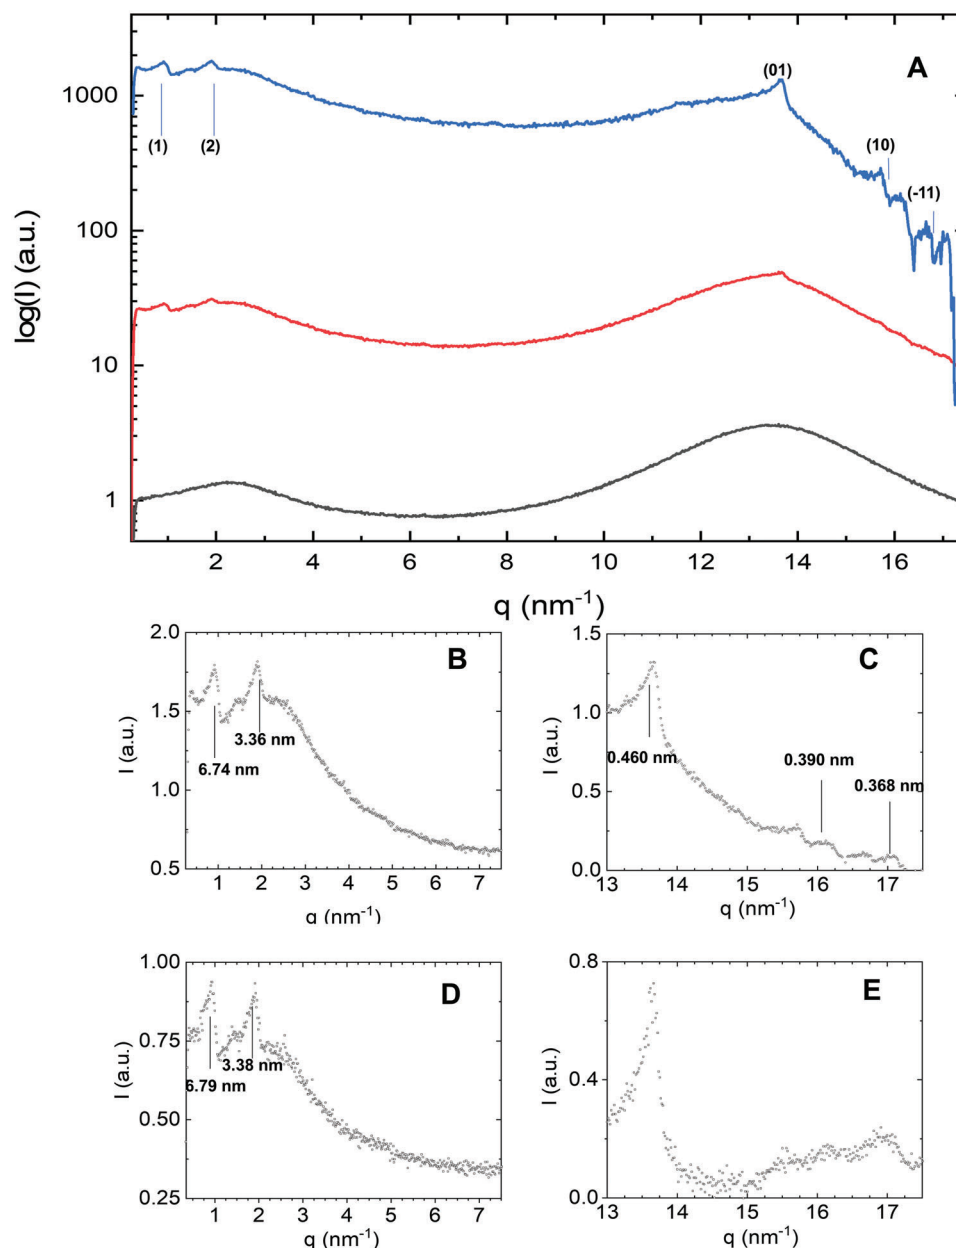 A
(01)
1000
(1)
(2)
(10)
(-11)
100
log(I) (a.u.)
10
1
2 4 6 8 10 12 14 16
q (nm⁻¹)
2.0
B
1.5
3.36 nm
6.74 nm
1.0
0.5
I (a.u.)
1 2 3 4 5 6 7
q (nm⁻¹)
1.5
C
1.0
0.460 nm
0.390 nm
0.368 nm
0.5
0.0
I (a.u.)
13 14 15 16 17
q (nm⁻¹)
1.00
D
0.75
3.38 nm
6.79 nm
0.50
0.25
I (a.u.)
1 2 3 4 5 6 7
q (nm⁻¹)
0.8
E
0.4
0.0
I (a.u.)
13 14 15 16 17
q (nm⁻¹)